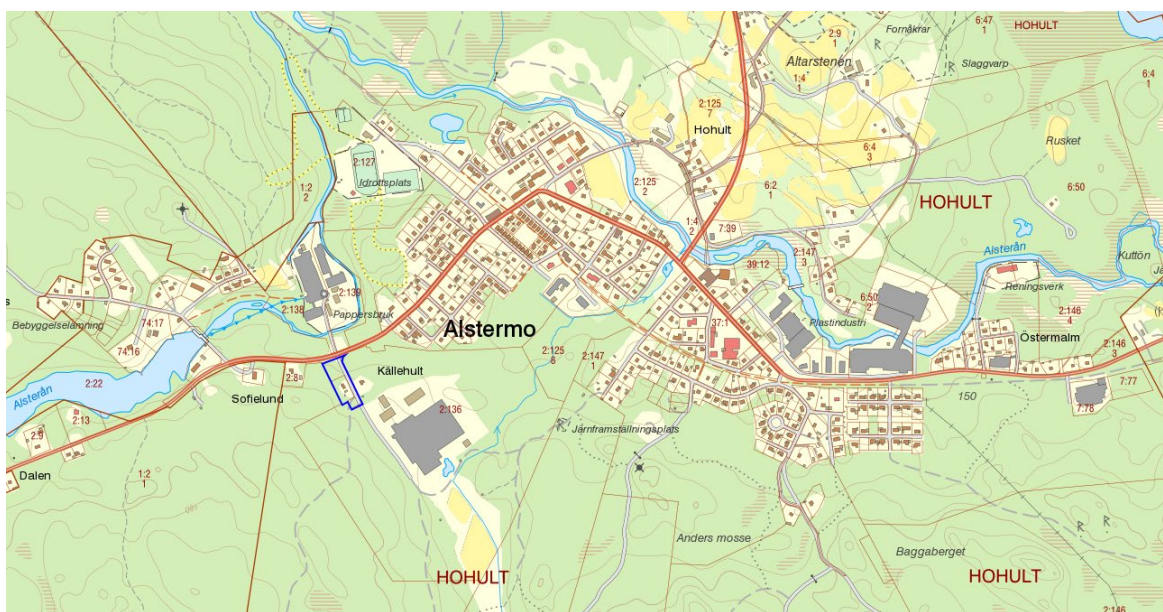 Fornåkrar
6:47
1
HOHULT
2:9
1
Altarstenen
1:4
1
Slaggvarp
6:4
1
2:125
7
Hohult
Rusket
6:4
3
2:127
Idrottsplats
1:2
2
2:125
2
6:2
1
6:50
HOHULT
1:4
2
7:39
Alsterån
Kuttön
2:147
3
39:12
Reningsverk
2:139
2:138
Pappersbruk
6:50
2
2:146
4
Bebyggelselämning
74:17
74:16
Alstermo
37:1
Plastindustri
Östermalm
2:146
3
2:125
6
2:147
1
Källehult
2:22
2:8
7:77
Alsterån
Sofielund
2:136
150
7:78
2:13
2:9
Järnframställningsplats
Dalen
1:2
1
Anders mosse
Baggaberget
HOHULT
HOHULT
2:146